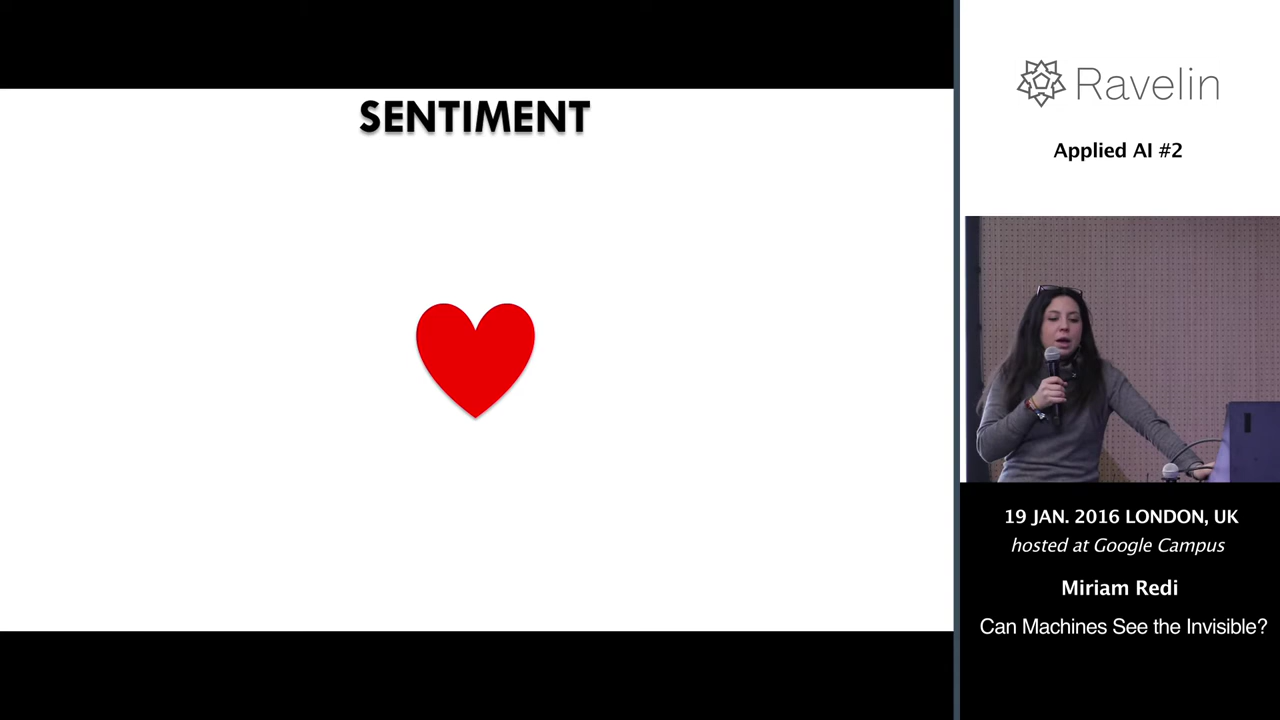 SENTIMENT
Ravelin
Applied AI #2
19 JAN. 2016 LONDON, UK
hosted at Google Campus
Miriam Redi
Can Machines See the Invisible?